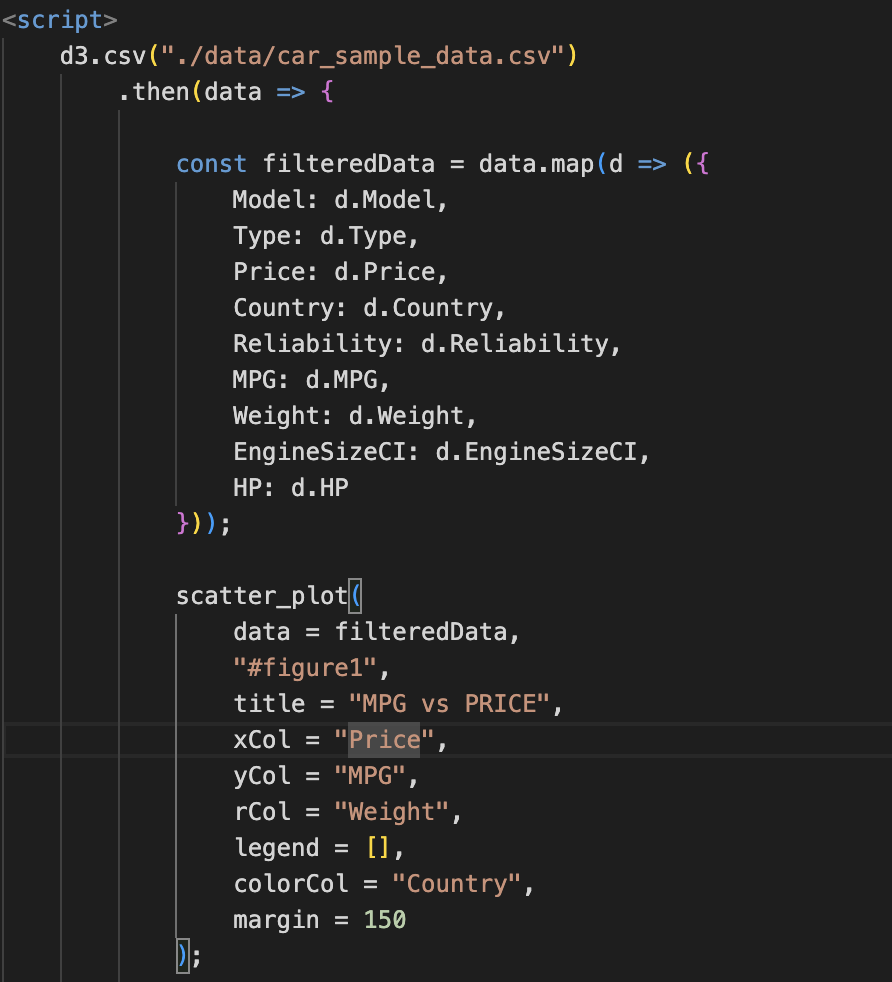 <script>
d3.csv("./data/car_sample_data.csv")
.then(data => {
const filteredData = data.map(d => ({
Model: d.Model,
Type: d.Type,
Price: d.Price,
Country: d.Country,
Reliability: d.Reliability,
MPG: d.MPG,
Weight: d.Weight,
EngineSizeCI: d.EngineSizeCI,
HP: d.HP
}));
scatter_plot(
data = filteredData,
"#figure1",
title = "MPG vs PRICE",
xCol = "Price",
yCol = "MPG",
rCol = "Weight",
legend = [],
colorCol = "Country",
margin = 150
);